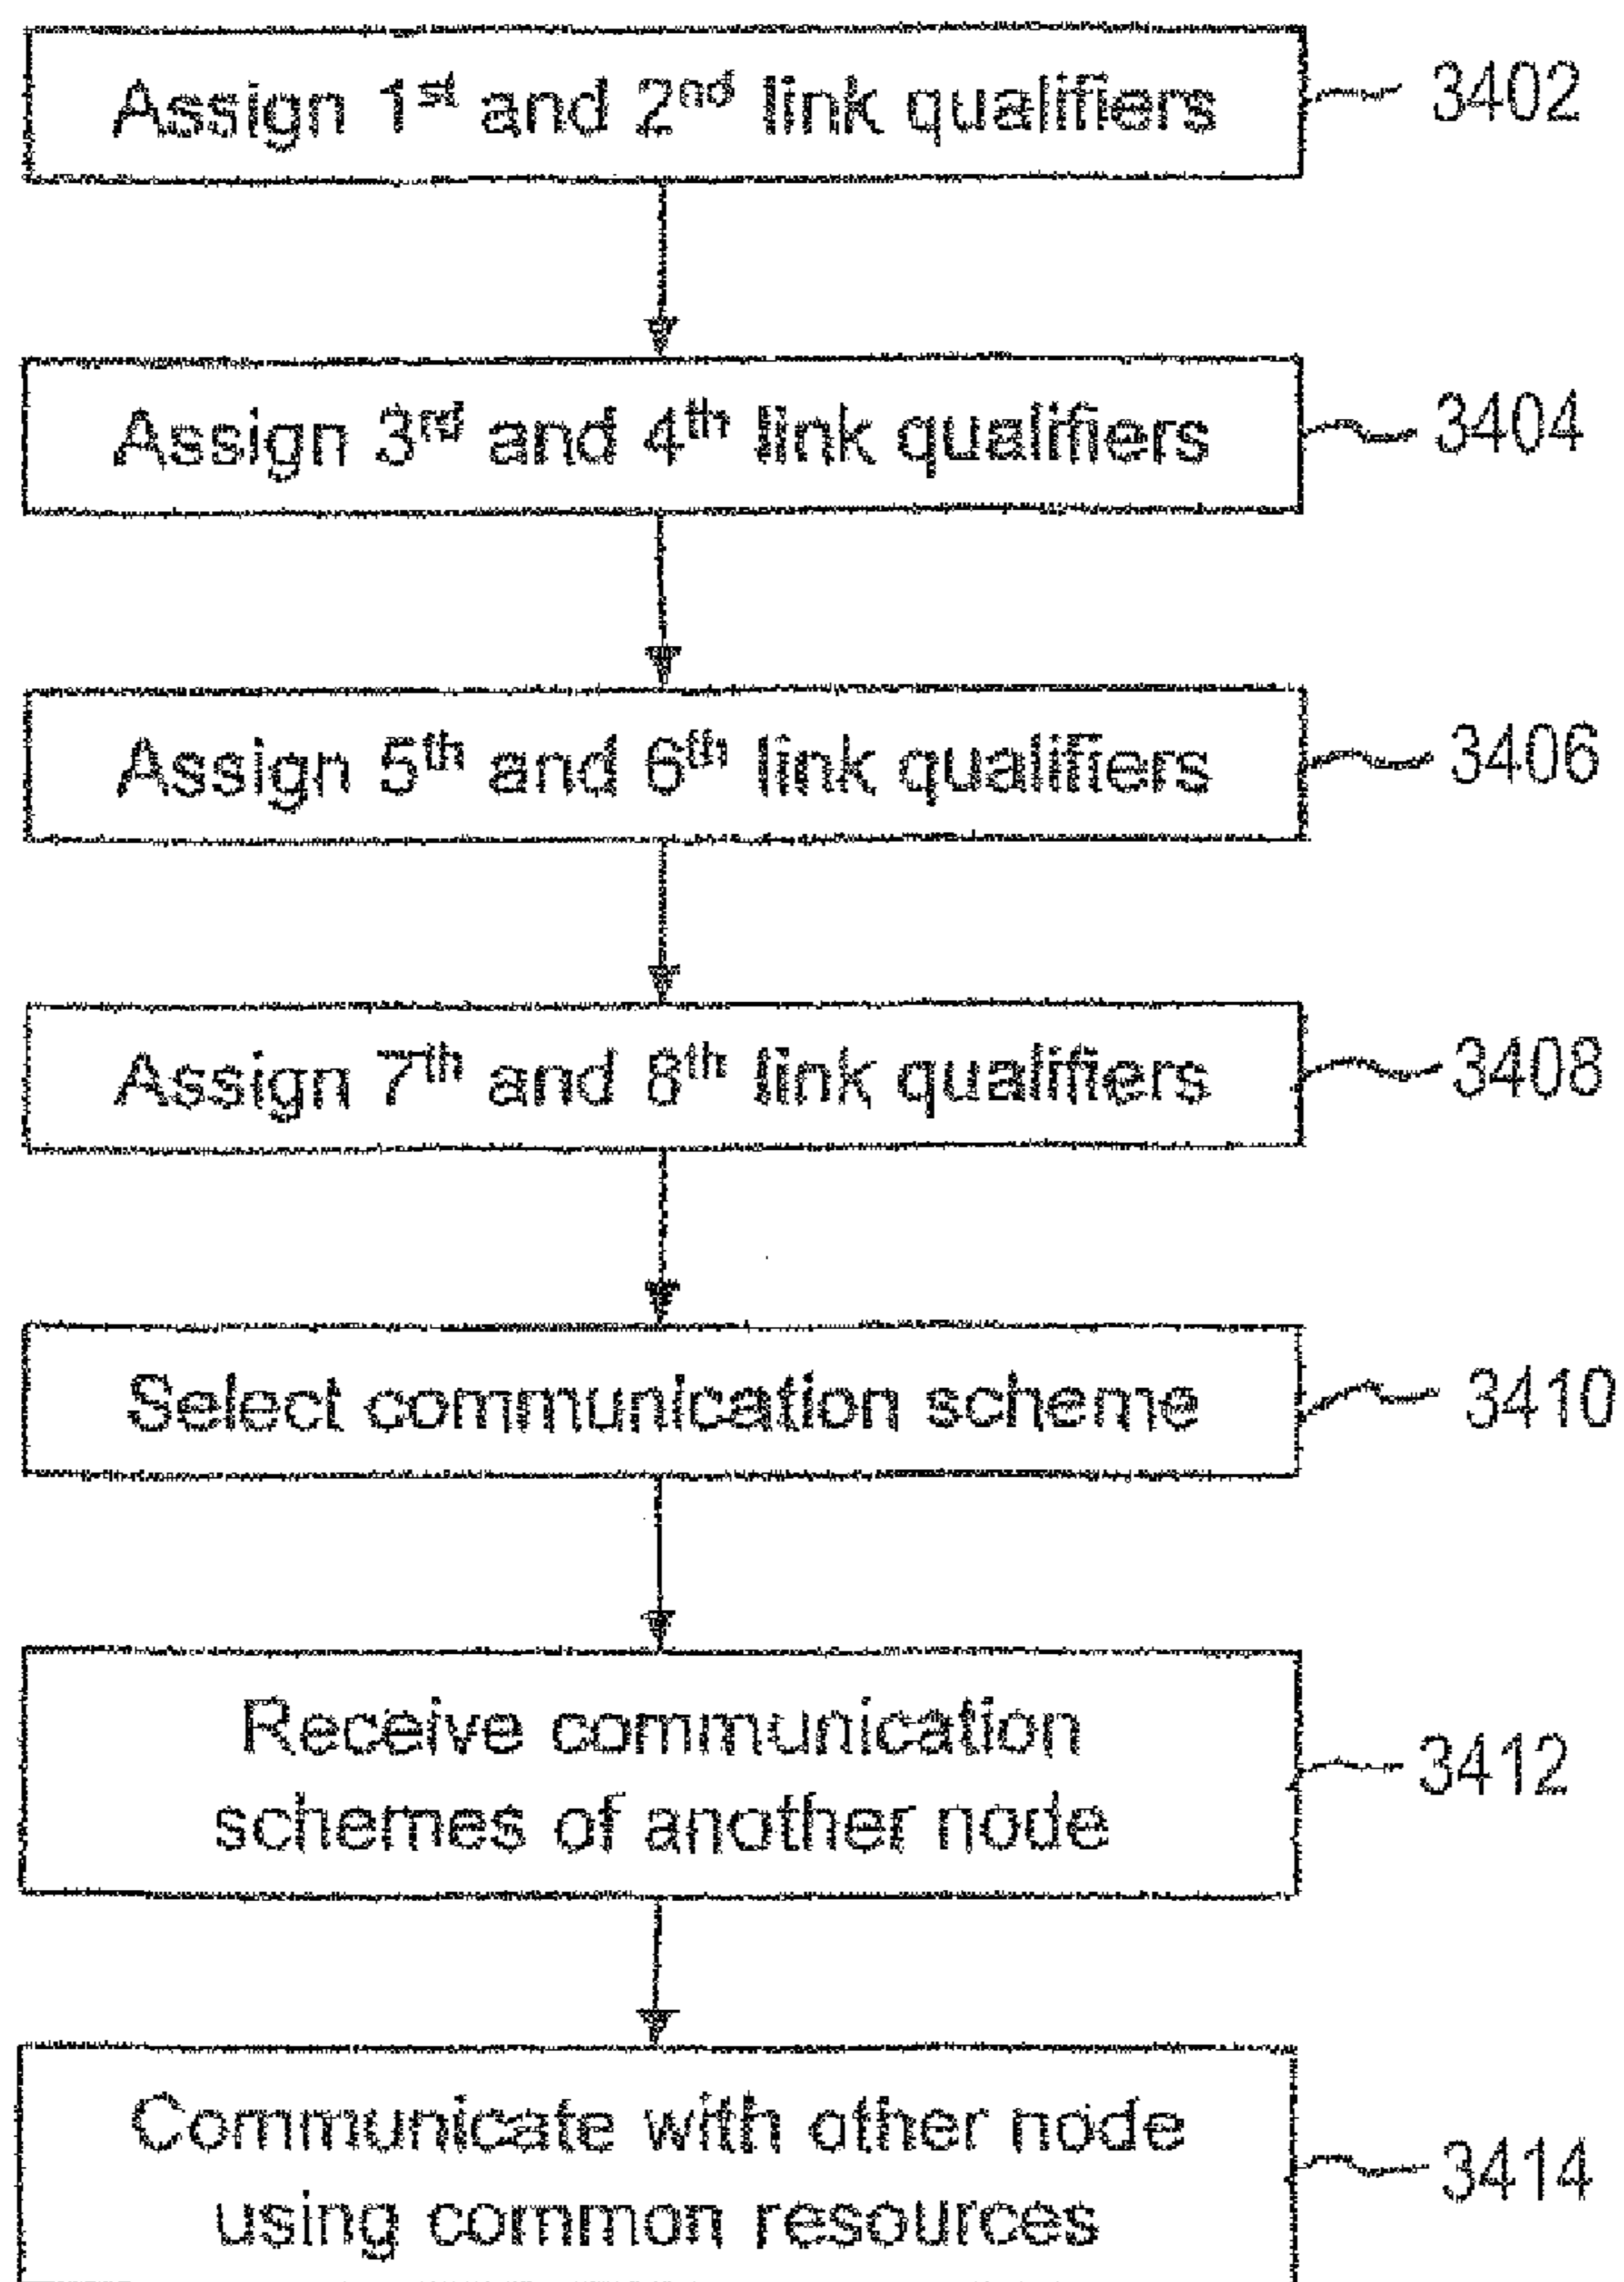 Assign 1st and 2nd link qualifiers
3402
Assign 3rd and 4th link qualifiers
3404
Assign 5th and 6th link qualifiers
3406
Assign 7th and 8th link qualifiers
3408
Select communication scheme
3410
Receive communication
schemes of another node
3412
Communicate with other node
using common resources
3414